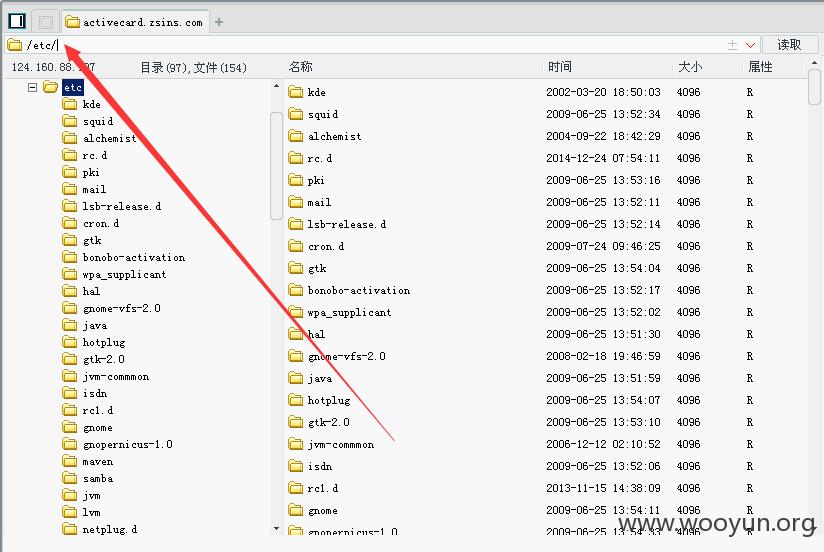 activecard.zsins.com
/etc/ 读取
目录(97),文件(154) 名称 时间 大小 属性
etc
kde
squid
alchemist
rc.d
pki
mail
lsb-release.d
cron.d
gtk
bonobo-activation
wpa_supplicant
hal
gnome-vfs-2.0
java
hotplug
gtk-2.0
jvm-commmon
isdn
rc1.d
gnome
gnopernicus-1.0
maven
samba
jvm
lvm
netplug.d
kde 2002-03-20 18:50:03 4096 R
squid 2009-06-25 13:52:34 4096 R
alchemist 2004-09-22 18:42:29 4096 R
rc.d 2014-12-24 07:54:11 4096 R
pki 2009-06-25 13:53:16 4096 R
mail 2009-06-25 13:52:11 4096 R
lsb-release.d 2009-06-25 13:52:14 4096 R
cron.d 2009-07-24 09:46:25 4096 R
gtk 2009-06-25 13:54:04 4096 R
bonobo-activation 2009-06-25 13:52:17 4096 R
wpa_supplicant 2009-06-25 13:52:02 4096 R
hal 2009-06-25 13:51:30 4096 R
gnome-vfs-2.0 2008-02-18 19:46:59 4096 R
java 2009-06-25 13:51:59 4096 R
hotplug 2009-06-25 13:54:07 4096 R
gtk-2.0 2009-06-25 13:53:10 4096 R
jvm-commmon 2006-12-12 02:10:52 4096 R
isdn 2009-06-25 13:52:06 4096 R
rc1.d 2013-11-15 14:38:09 4096 R
gnome 2009-06-25 13:54:11 4096 R
gnopernicus-1.0 2009-06-25 13:54:33 4096 R
www.wooyun.org